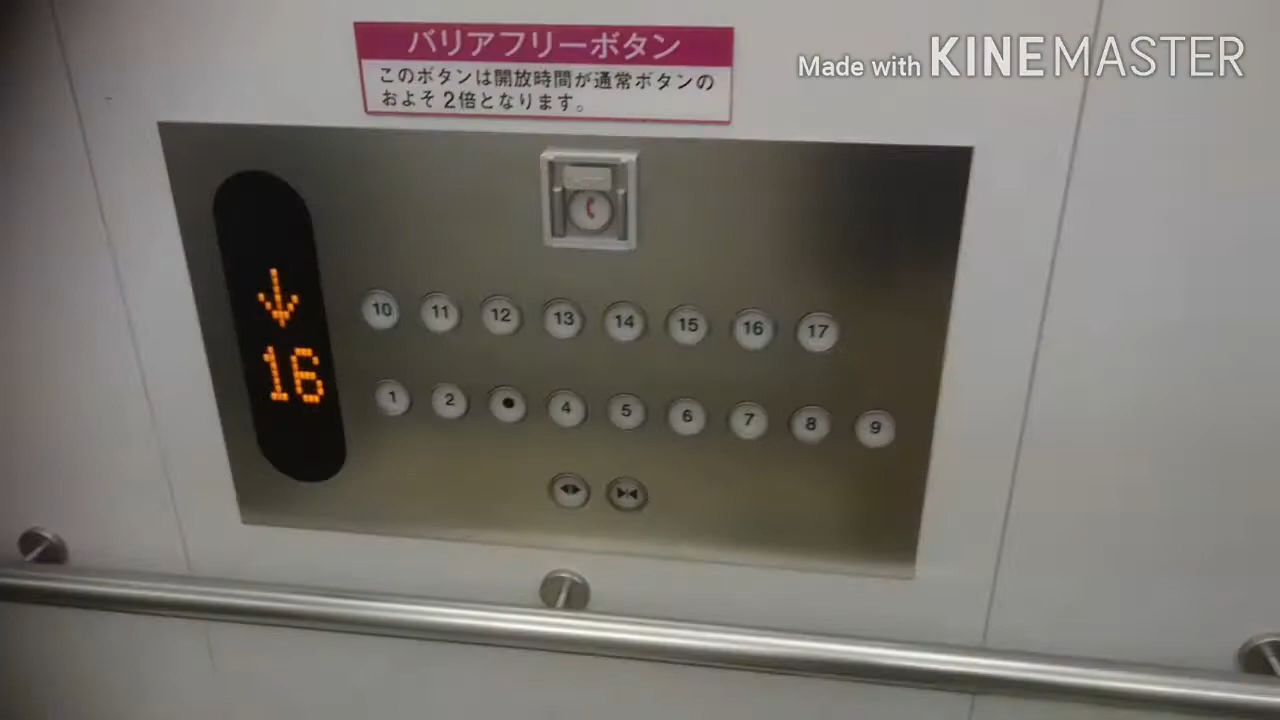 バリアフリーボタン
このボタンは開放時間が通常ボタンの
およそ2倍となります。
Made with KINEMASTER
16
10 11 12 13 14 15 16 17
1 2 4 5 6 7 8 9